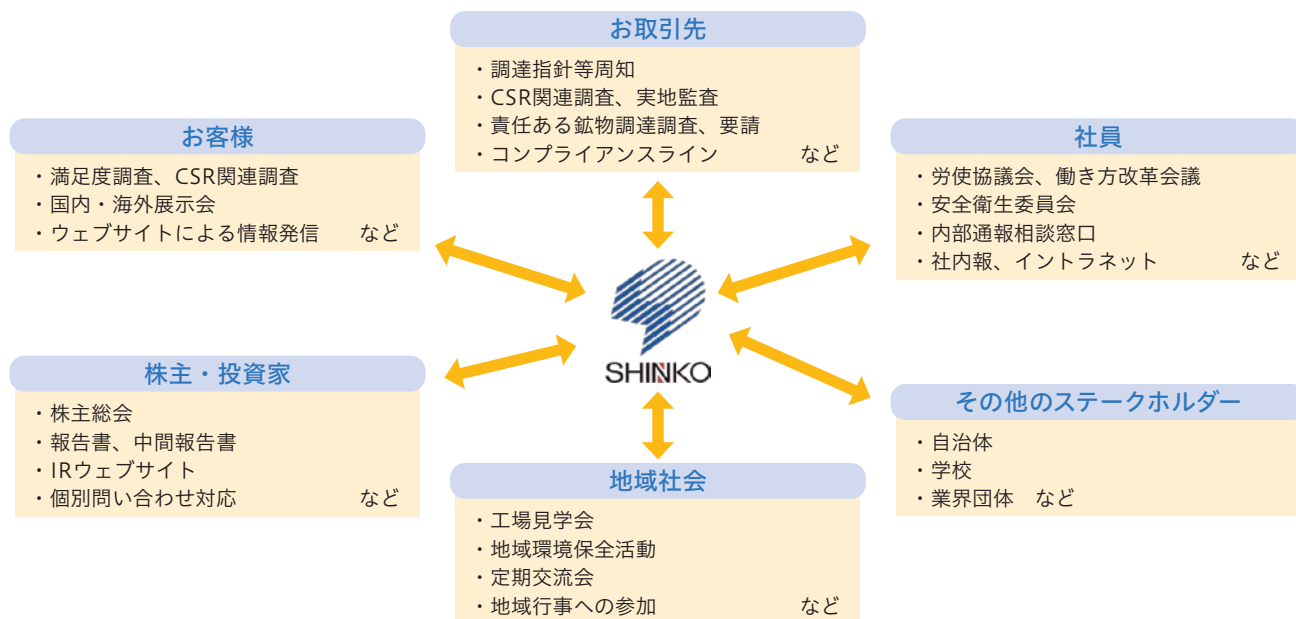 お取引先
・調達指針等周知
・CSR関連調査、実地監査
・責任ある鉱物調達調査、要請
・コンプライアンスライン　など
お客様
・満足度調査、CSR関連調査
・国内・海外展示会
・ウェブサイトによる情報発信　など
社員
・労使協議会、働き方改革会議
・安全衛生委員会
・内部通報相談窓口
・社内報、イントラネット　など
SHINKO
株主・投資家
・株主総会
・報告書、中間報告書
・IRウェブサイト
・個別問い合わせ対応　など
その他のステークホルダー
・自治体
・学校
・業界団体　など
地域社会
・工場見学会
・地域環境保全活動
・定期交流会
・地域行事への参加　など